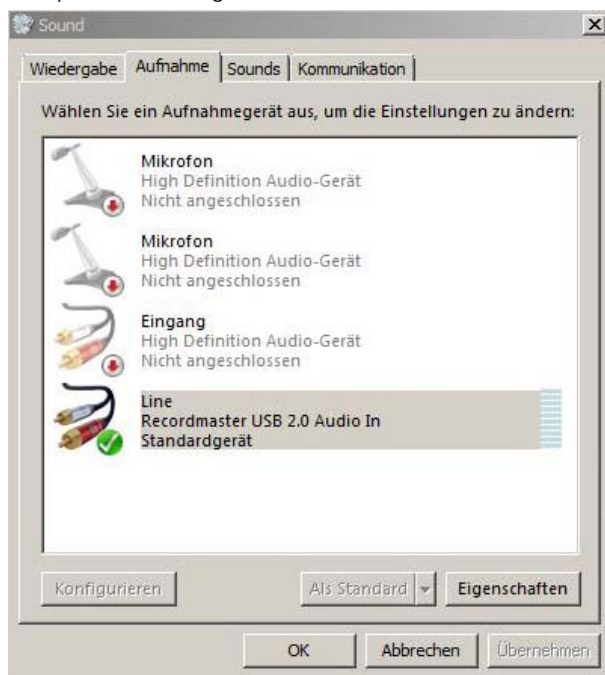 Sound
Wiedergabe Aufnahme Sounds Kommunikation
Wählen Sie ein Aufnahmegerät aus, um die Einstellungen zu ändern:
Mikrofon
High Definition Audio-Gerät
Nicht angeschlossen
Mikrofon
High Definition Audio-Gerät
Nicht angeschlossen
Eingang
High Definition Audio-Gerät
Nicht angeschlossen
Line
Recordmaster USB 2.0 Audio In
Standardgerät
Konfigurieren Als Standard Eigenschaften
OK Abbrechen Übernehmen